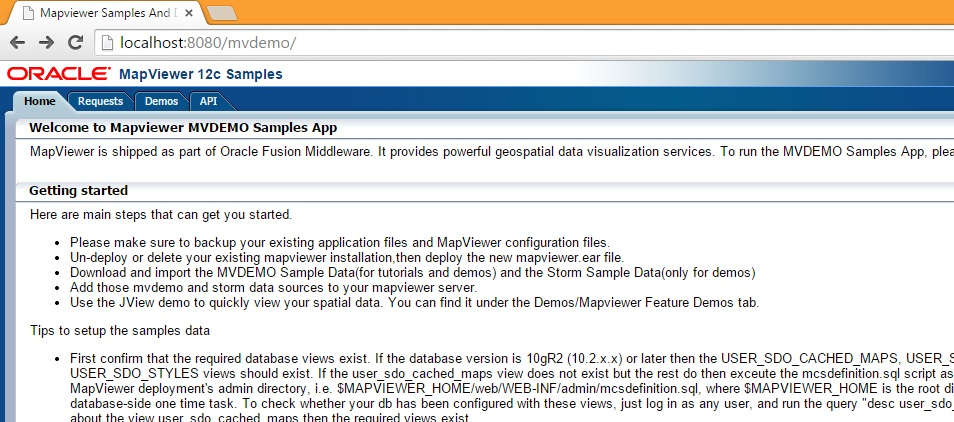 Mapviewer Samples And
localhost:8080/mvdemo/
ORACLE MapViewer 12c Samples
Home Requests Demos API
Welcome to Mapviewer MVDEMO Samples App
MapViewer is shipped as part of Oracle Fusion Middleware. It provides powerful geospatial data visualization services. To run the MVDEMO Samples App,
Getting started
Here are main steps that can get you started.
• Please make sure to backup your existing application files and MapViewer configuration files.
• Un-deploy or delete your existing mapviewer installation,then deploy the new mapviewer.ear file.
• Download and import the MVDEMO Sample Data(for tutorials and demos) and the Storm Sample Data(only for demos)
• Add those mvdemo and storm data sources to your mapviewer server.
• Use the JView demo to quickly view your spatial data. You can find it under the Demos/Mapviewer Feature Demos tab.
Tips to setup the samples data
• First confirm that the required database views exist. If the database version is 10gR2 (10.2.x.x) or later then the USER_SDO_CACHED_MAPS,
USER_SDO_STYLES views should exist. If the user_sdo_cached_maps view does not exist but the rest do then exceute the mcsdefinition.sql script as
MapViewer deployment's admin directory, i.e. $MAPVIEWER_HOME/web/WEB-INF/admin/mcsdefinition.sql, where $MAPVIEWER_HOME is the root
database-side one time task. To check whether your db has been configured with these views, just log in as any user, and run the query "desc user_sdo_
about the view user_sdo_cached_maps then the required views exist.